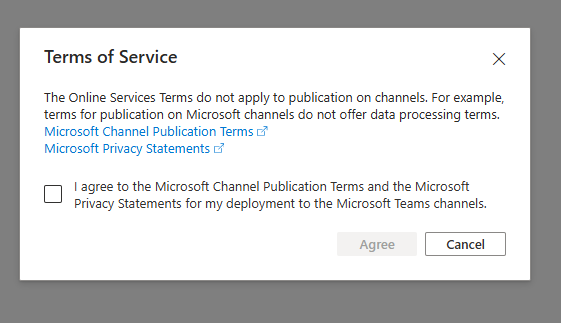 Terms of Service
The Online Services Terms do not apply to publication on channels. For example,
terms for publication on Microsoft channels do not offer data processing terms.
Microsoft Channel Publication Terms
Microsoft Privacy Statements
I agree to the Microsoft Channel Publication Terms and the Microsoft
Privacy Statements for my deployment to the Microsoft Teams channels.
Agree
Cancel